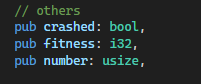 // others
pub crashed: bool,
pub fitness: i32,
pub number: usize,